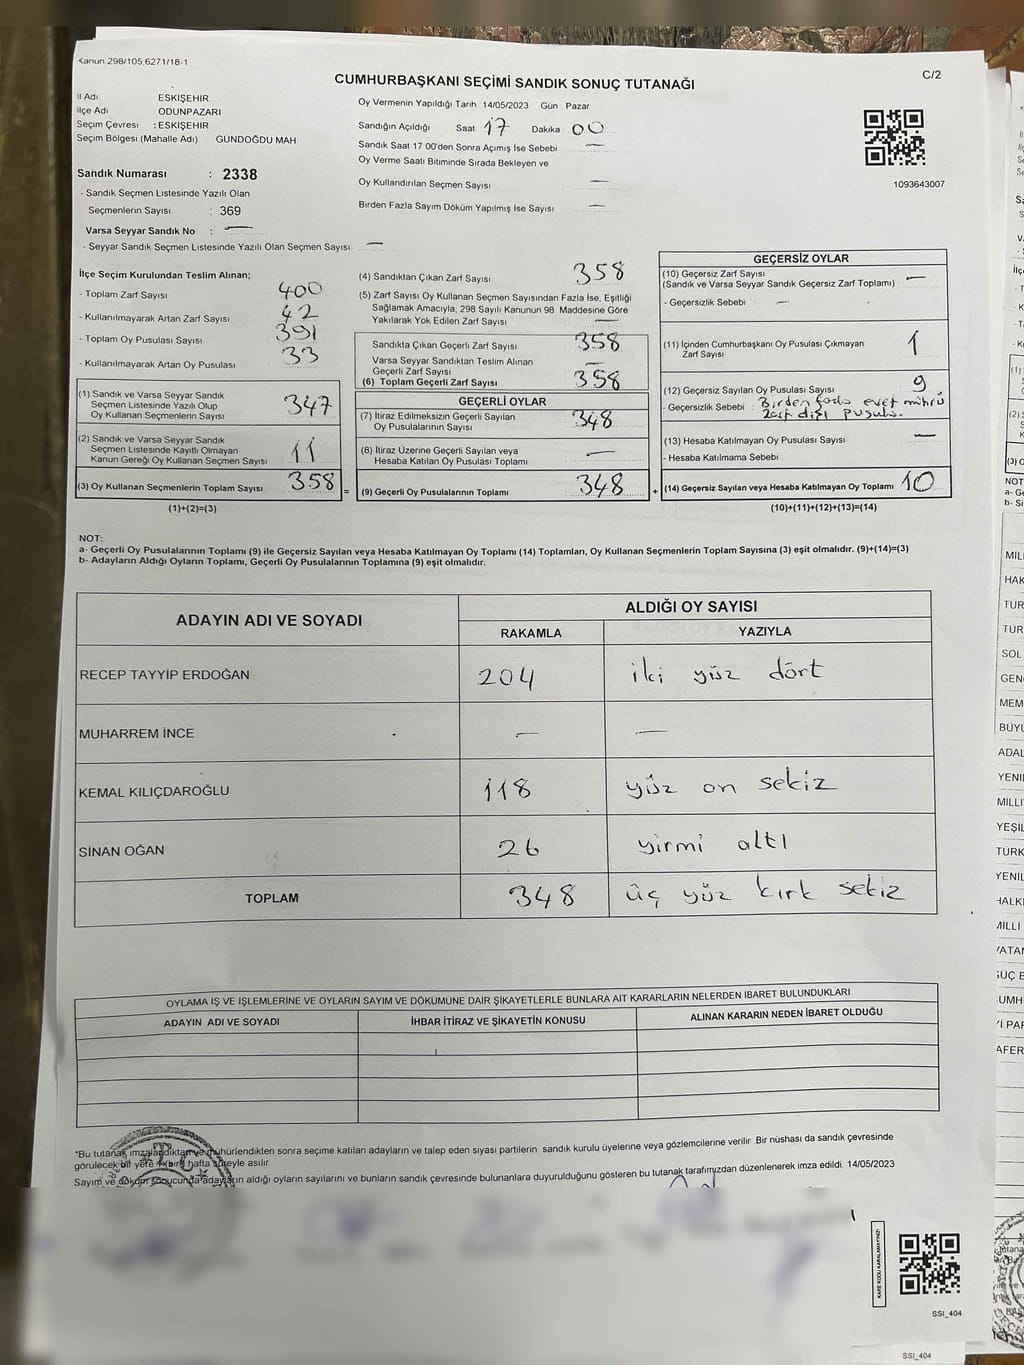 Kanun 298/105,6271/18-1
C/2
CUMHURBAŞKANI SEÇİMİ SANDIK SONUÇ TUTANAĞI
İl Adı ESKİŞEHİR
İlçe Adı ODUNPAZARI
Seçim Çevresi : ESKİŞEHİR
Seçim Bölgesi (Mahalle Adı) GÜNDOĞDU MAH
Sandık Numarası : 2338
- Sandık Seçmen Listesinde Yazılı Olan
Seçmenlerin Sayısı : 369
Varsa Seyyar Sandık No : —
- Seyyar Sandık Seçmen Listesinde Yazılı Olan Seçmen Sayısı —
Oy Vermenin Yapıldığı Tarih 14/05/2023 Gün Pazar
Sandığın Açıldığı Saat 17 Dakika 00
Sandık Saat 17 00'den Sonra Açımış İse Sebebi —
Oy Verme Saati Bitiminde Sırada Bekleyen ve
Oy Kullandırılan Seçmen Sayısı —
Birden Fazla Sayım Döküm Yapılmış İse Sayısı —
1093643007
İlçe Seçim Kurulundan Teslim Alınan;
- Toplam Zarf Sayısı 400
- Kullanılmayarak Artan Zarf Sayısı 42
- Toplam Oy Pusulası Sayısı 391
- Kullanılmayarak Artan Oy Pusulası 33
(1) Sandık ve Varsa Seyyar Sandık
Seçmen Listesinde Yazılı Olup
Oy Kullanan Seçmenlerin Sayısı 347
(2) Sandık ve Varsa Seyyar Sandık
Seçmen Listesinde Kayıtlı Olmayan
Kanun Gereği Oy Kullanan Seçmen Sayısı 11
(3) Oy Kullanan Seçmenlerin Toplam Sayısı 358
(1)+(2)=(3)
(4) Sandıktan Çıkan Zarf Sayısı 358
(5) Zarf Sayısı Oy Kullanan Seçmen Sayısından Fazla İse, Eşitliği
Sağlamak Amacıyla, 298 Sayılı Kanunun 98. Maddesine Göre
Yakılarak Yok Edilen Zarf Sayısı —
Sandıkta Çıkan Geçerli Zarf Sayısı 358
Varsa Seyyar Sandıktan Teslim Alınan
Geçerli Zarf Sayısı —
(6) Toplam Geçerli Zarf Sayısı 358
GEÇERLİ OYLAR
(7) İtiraz Edilmeksizin Geçerli Sayılan
Oy Pusulalarının Sayısı 348
(8) İtiraz Üzerine Geçerli Sayılan veya
Hesaba Katılan Oy Pusulası Toplamı —
= (9) Geçerli Oy Pusulalarının Toplamı 348 +
GEÇERSİZ OYLAR
(10) Geçersiz Zarf Sayısı
(Sandık ve Varsa Seyyar Sandık Geçersiz Zarf Toplamı) —
- Geçersizlik Sebebi : —
(11) İçinden Cumhurbaşkanı Oy Pusulası Çıkmayan
Zarf Sayısı 1
(12) Geçersiz Sayılan Oy Pusulası Sayısı 9
- Geçersizlik Sebebi : Birden fazla evet mührü
zarf dışı pusula.
(13) Hesaba Katılmayan Oy Pusulası Sayısı —
- Hesaba Katılmama Sebebi :
(14) Geçersiz Sayılan veya Hesaba Katılmayan Oy Toplamı 10
(10)+(11)+(12)+(13)=(14)
NOT:
a- Geçerli Oy Pusulalarının Toplamı (9) ile Geçersiz Sayılan veya Hesaba Katılmayan Oy Toplamı (14) Toplamları, Oy Kullanan Seçmenlerin Toplam Sayısına (3) eşit olmalıdır. (9)+(14)=(3)
b- Adayların Aldığı Oyların Toplamı, Geçerli Oy Pusulalarının Toplamına (9) eşit olmalıdır.
ADAYIN ADI VE SOYADI ALDIĞI OY SAYISI
RAKAMLA YAZIYLA
RECEP TAYYİP ERDOĞAN 204 iki yüz dört
MUHARREM İNCE — —
KEMAL KILIÇDAROĞLU 118 yüz on sekiz
SİNAN OĞAN 26 yirmi altı
TOPLAM 348 üç yüz kırk sekiz
OYLAMA İŞ VE İŞLEMLERİNE VE OYLARIN SAYIM VE DÖKÜMÜNE DAİR ŞİKAYETLERLE BUNLARA AİT KARARLARIN NELERDEN İBARET BULUNDUKLARI
ADAYIN ADI VE SOYADI İHBAR İTİRAZ VE ŞİKAYETİN KONUSU ALINAN KARARIN NEDEN İBARET OLDUĞU
*Bu tutanak imzalandıktan ve mühürlendikten sonra seçime katılan adayların ve talep eden siyasi partilerin sandık kurulu üyelerine veya gözlemcilerine verilir Bir nüshası da sandık çevresinde
görülecek bir yere 1 (bir) hafta süreyle asılır
Sayım ve döküm sonucunda adayların aldığı oyların sayılarını ve bunların sandık çevresinde bulunanlara duyurulduğunu gösteren bu tutanak tarafımızdan düzenlenerek imza edildi. 14/05/2023
KARE KODU KARALAMAYINIZ!
SSI_404
SSI_404